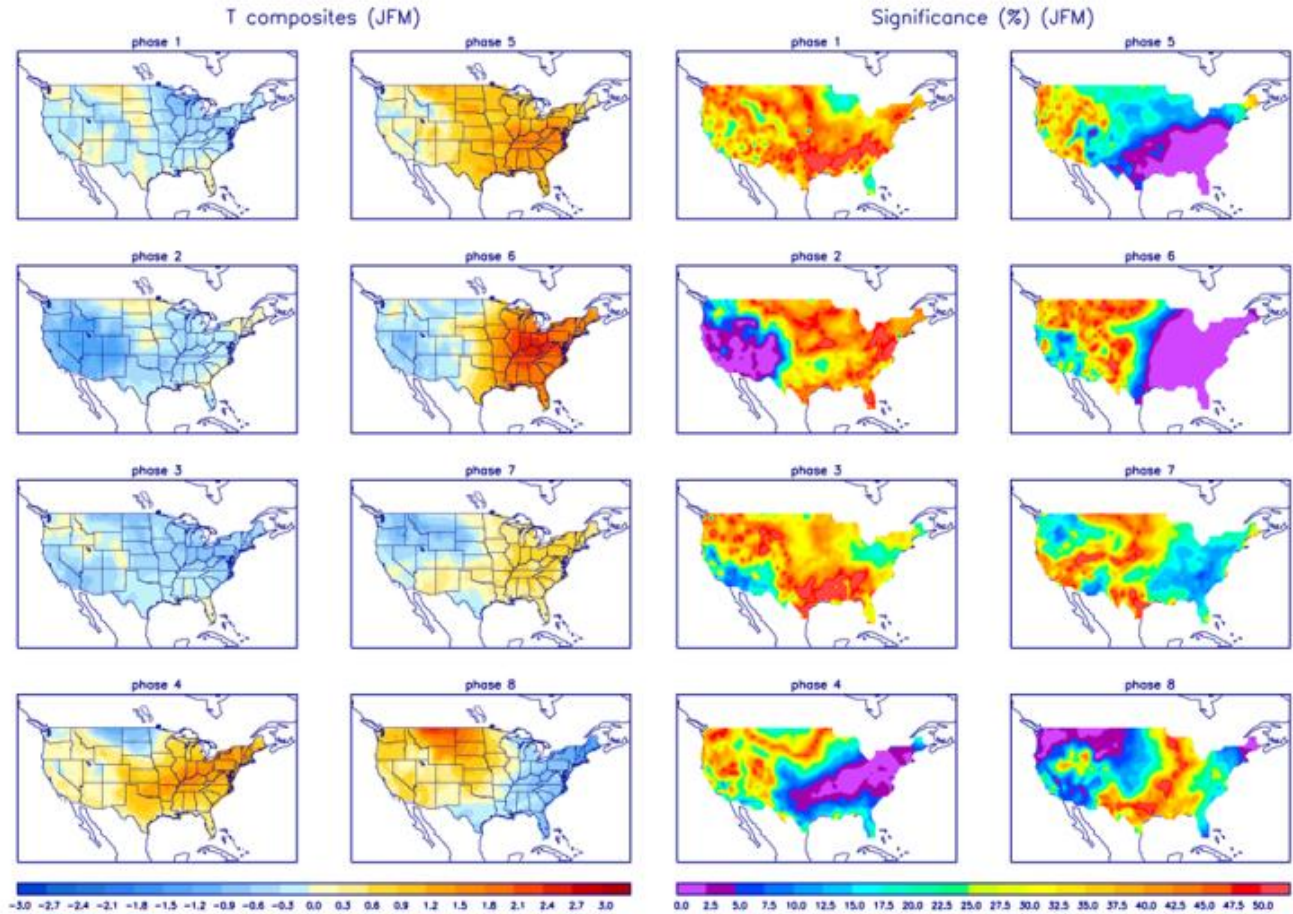 T composites (JFM)
Significance (%) (JFM)
phase 1
phase 5
phase 1
phase 5
phase 2
phase 6
phase 2
phase 6
phase 3
phase 7
phase 3
phase 7
phase 4
phase 8
phase 4
phase 8
-3.0 -2.7 -2.4 -2.1 -1.8 -1.5 -1.2 -0.9 -0.6 -0.3 0.0 0.3 0.6 0.9 1.2 1.5 1.8 2.1 2.4 2.7 3.0
0.0 2.5 5.0 7.5 10.0 12.5 15.0 17.5 20.0 22.5 25.0 27.5 30.0 32.5 35.0 37.5 40.0 42.5 45.0 47.5 50.0